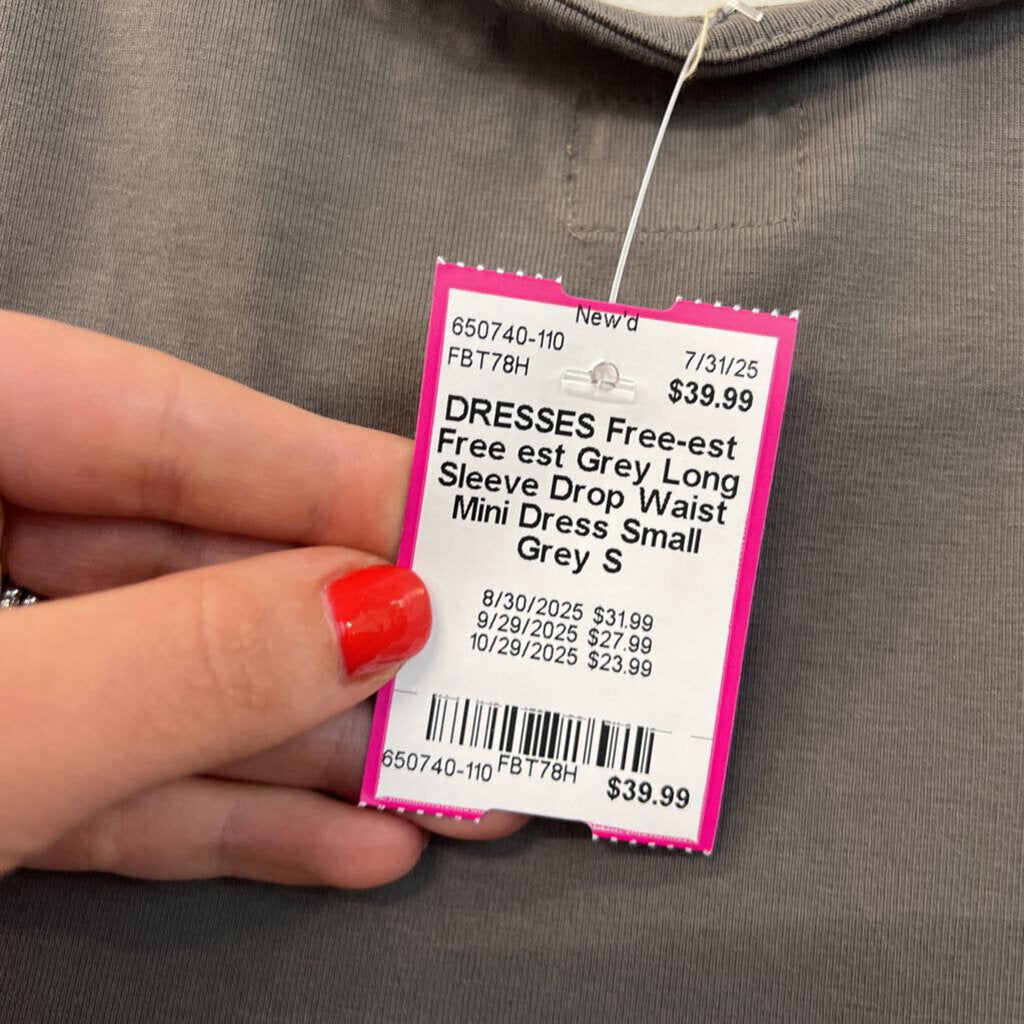 New'd
650740-110
FBT78H
7/31/25
$39.99
DRESSES Free-est
Free est Grey Long
Sleeve Drop Waist
Mini Dress Small
Grey S
8/30/2025 $31.99
9/29/2025 $27.99
10/29/2025 $23.99
650740-110 FBT78H $39.99